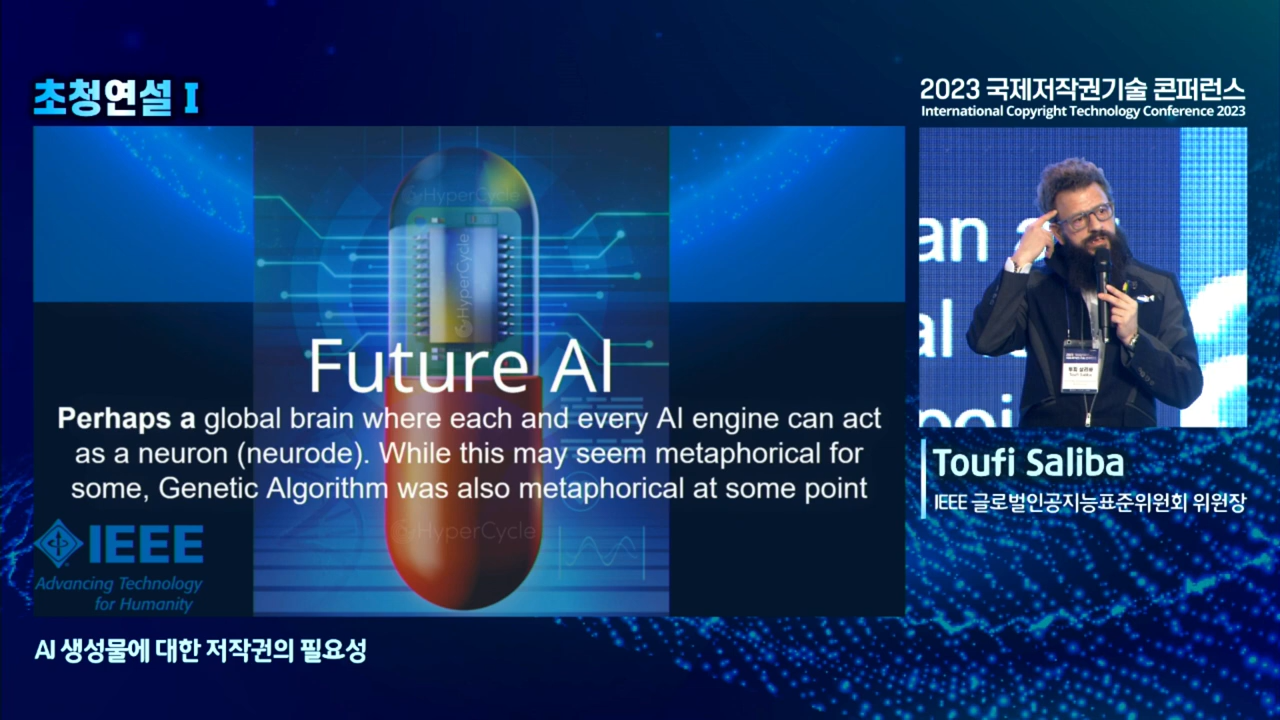 초청연설 I
2023 국제저작권기술 콘퍼런스
International Copyright Technology Conference 2023
HyperCycle
HyperCycle
Future AI
Perhaps a global brain where each and every AI engine can act
as a neuron (neurode). While this may seem metaphorical for
some, Genetic Algorithm was also metaphorical at some point
HyperCycle
IEEE
Advancing Technology
for Humanity
an a
al
poi
Toufi Saliba
IEEE 글로벌인공지능표준위원회 위원장
AI 생성물에 대한 저작권의 필요성